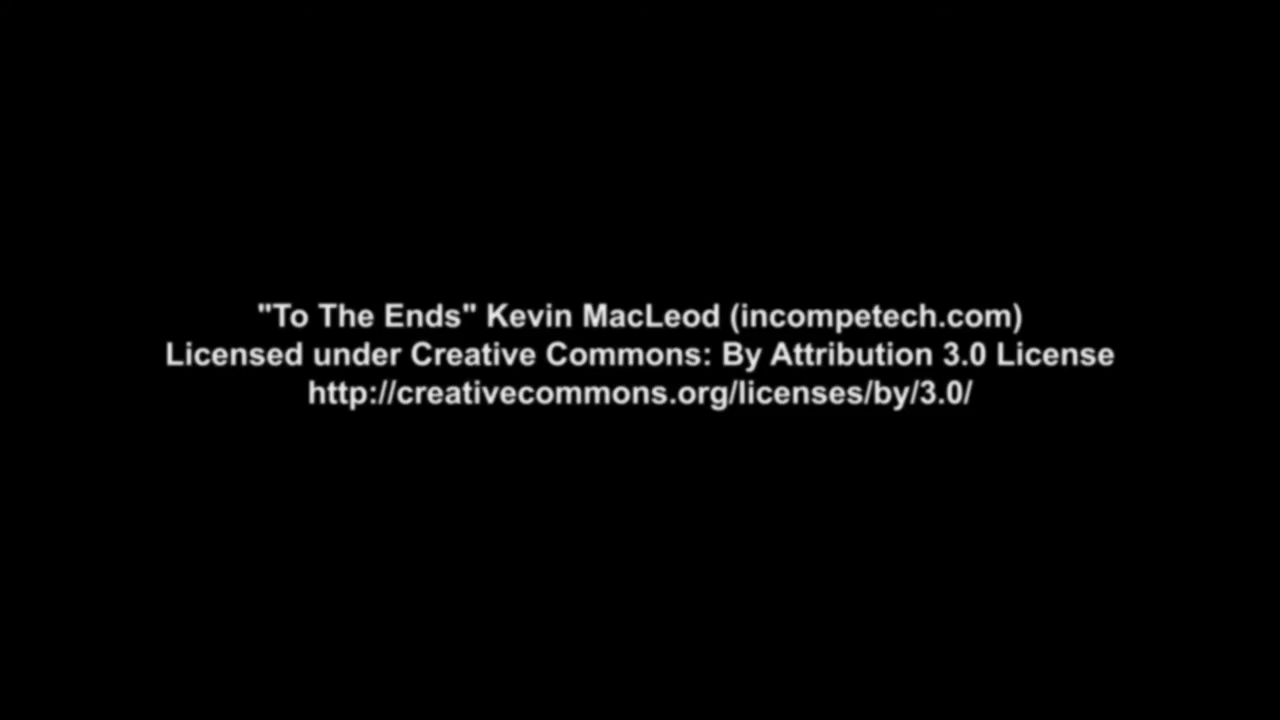 "To The Ends" Kevin MacLeod (incompetech.com)
Licensed under Creative Commons: By Attribution 3.0 License
http://creativecommons.org/licenses/by/3.0/